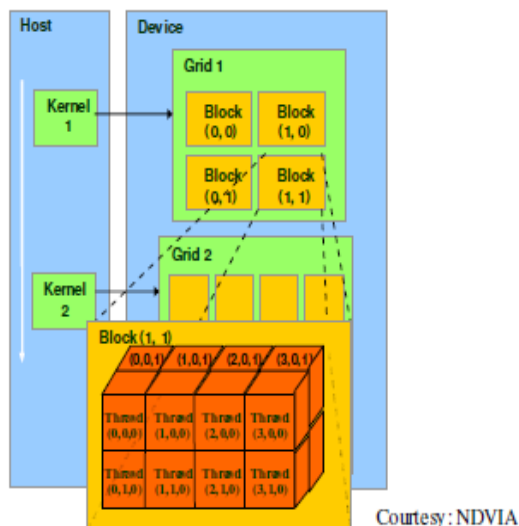 Host
Device
Grid 1
Kernel
1
Block
(0, 0)
Block
(1, 0)
Block
(0, 1)
Block
(1, 1)
Grid 2
Kernel
2
Block (1, 1)
(0,0,1) (1,0,1) (2,0,1) (3,0,1)
Thread
(0,0,0)
Thread
(1,0,0)
Thread
(2,0,0)
Thread
(3,0,0)
Thread
(0,1,0)
Thread
(1,1,0)
Thread
(2,1,0)
Thread
(3,1,0)
Courtesy: NDVIA